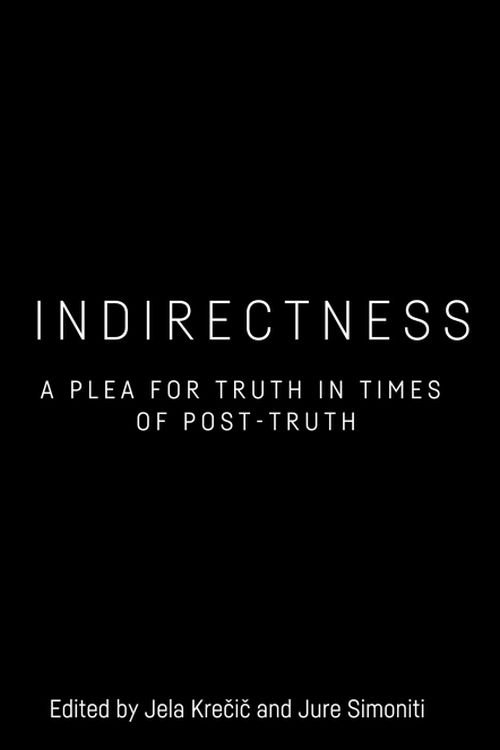 INDIRECTNESS
A PLEA FOR TRUTH IN TIMES
OF POST-TRUTH
Edited by Jela Krečič and Jure Simoniti